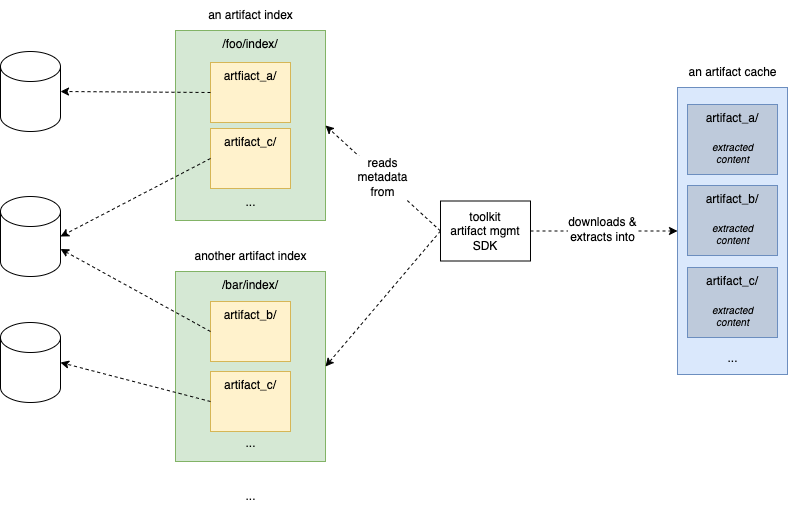 an artifact index
/foo/index/
artfiact_a/
artifact_c/
...
another artifact index
/bar/index/
artifact_b/
artifact_c/
...
...
reads
metadata
from
toolkit
artifact mgmt
SDK
downloads &
extracts into
an artifact cache
artifact_a/
extracted
content
artifact_b/
extracted
content
artifact_c/
extracted
content
...